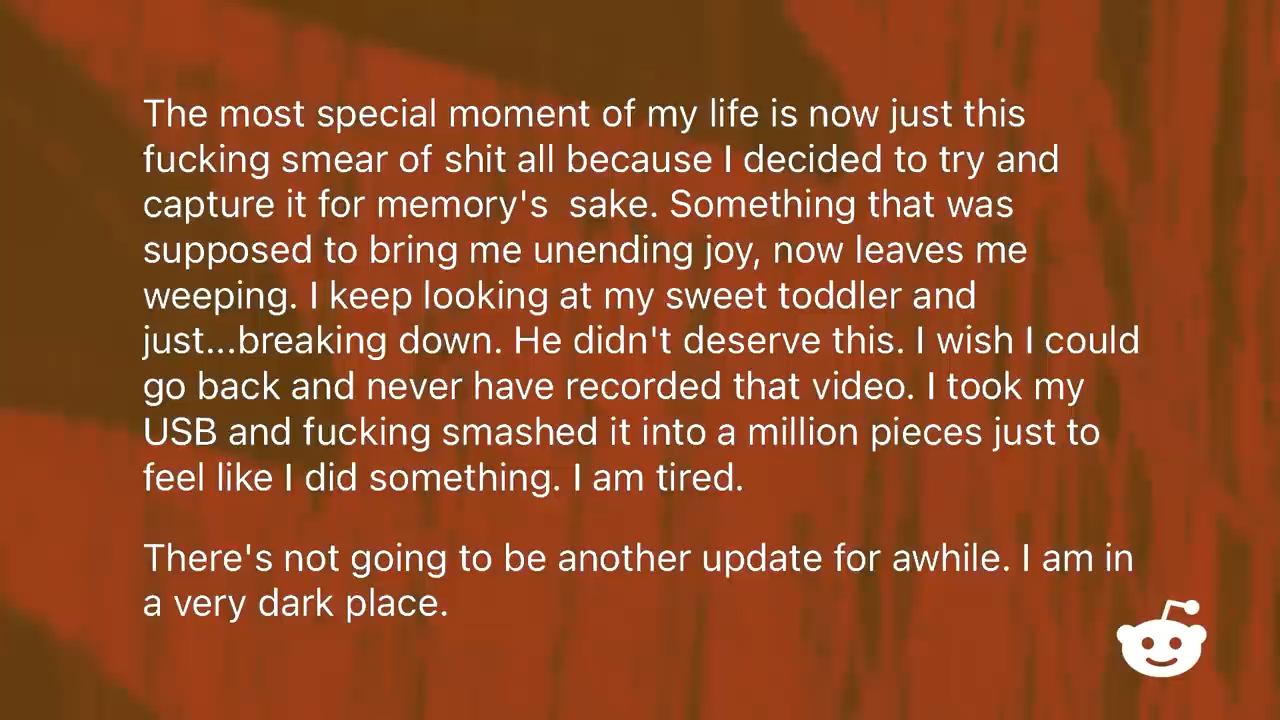 The most special moment of my life is now just this
fucking smear of shit all because I decided to try and
capture it for memory's  sake. Something that was
supposed to bring me unending joy, now leaves me
weeping. I keep looking at my sweet toddler and
just...breaking down. He didn't deserve this. I wish I could
go back and never have recorded that video. I took my
USB and fucking smashed it into a million pieces just to
feel like I did something. I am tired.
There's not going to be another update for awhile. I am in
a very dark place.